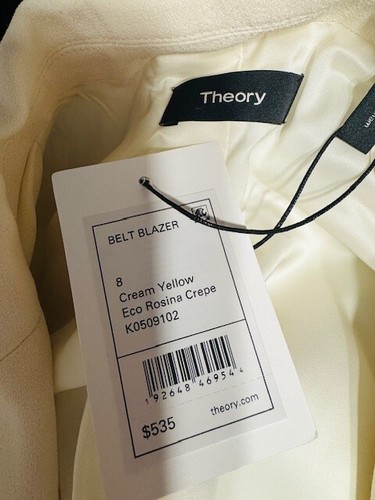 Theory
BELT BLAZER
8
Cream Yellow
Eco Rosina Crepe
K0509102
1 92648 46954 4
$535
theory.com